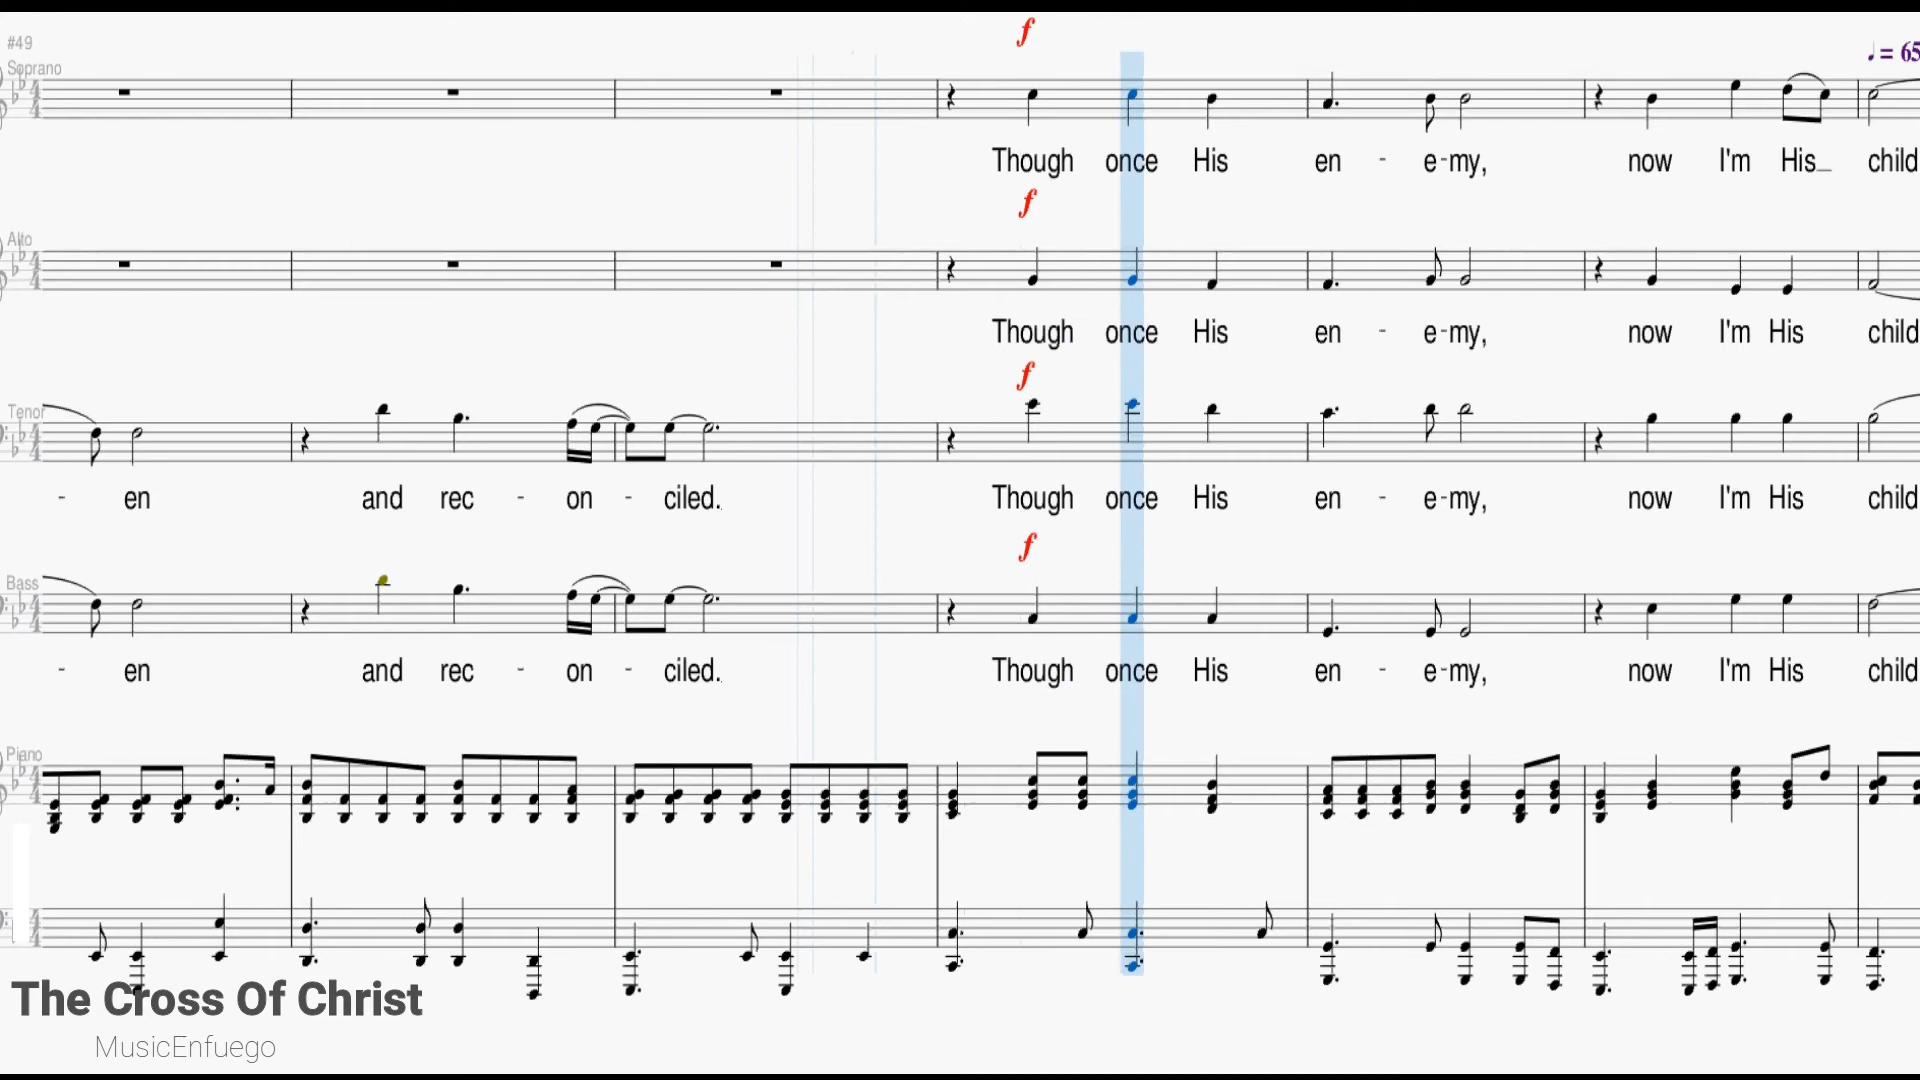 f
#49
♩= 65
Soprano
Though once His en - e-my, now I'm His_ child
f
Alto
Though once His en - e-my, now I'm His child
f
Tenor
- en and rec - on - ciled. Though once His en - e-my, now I'm His child
f
Bass
- en and rec - on - ciled. Though once His en - e-my, now I'm His child
Piano
The Cross Of Christ
MusicEnfuego